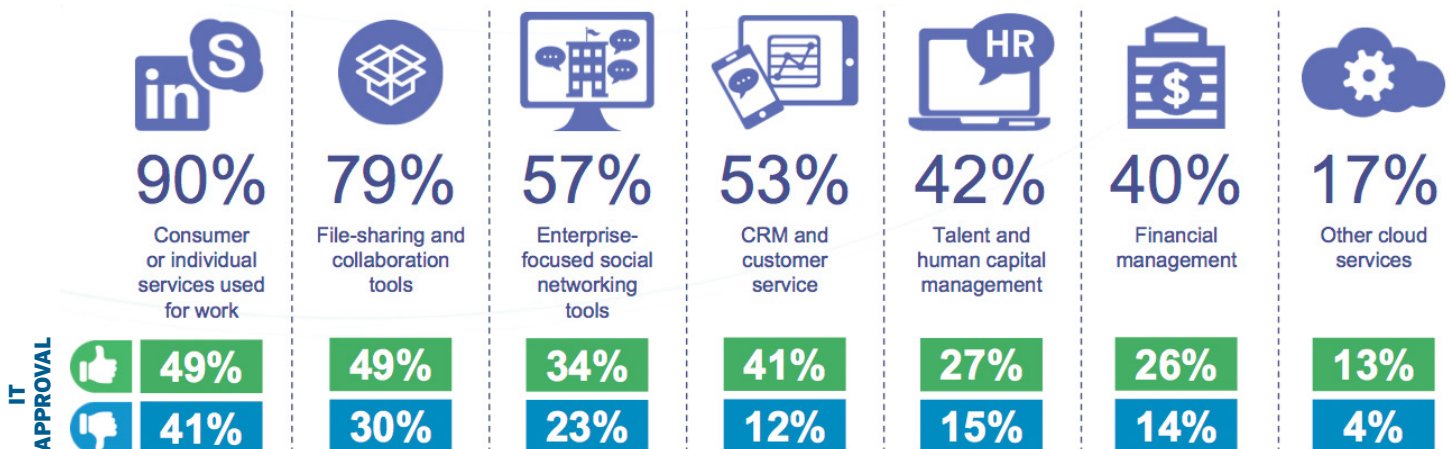 in S
HR
$
90% 79% 57% 53% 42% 40% 17%
Consumer
or individual
services used
for work
File-sharing and
collaboration
tools
Enterprise-
focused social
networking
tools
CRM and
customer
service
Talent and
human capital
management
Financial
management
Other cloud
services
IT
APPROVAL
49% 49% 34% 41% 27% 26% 13%
41% 30% 23% 12% 15% 14% 4%